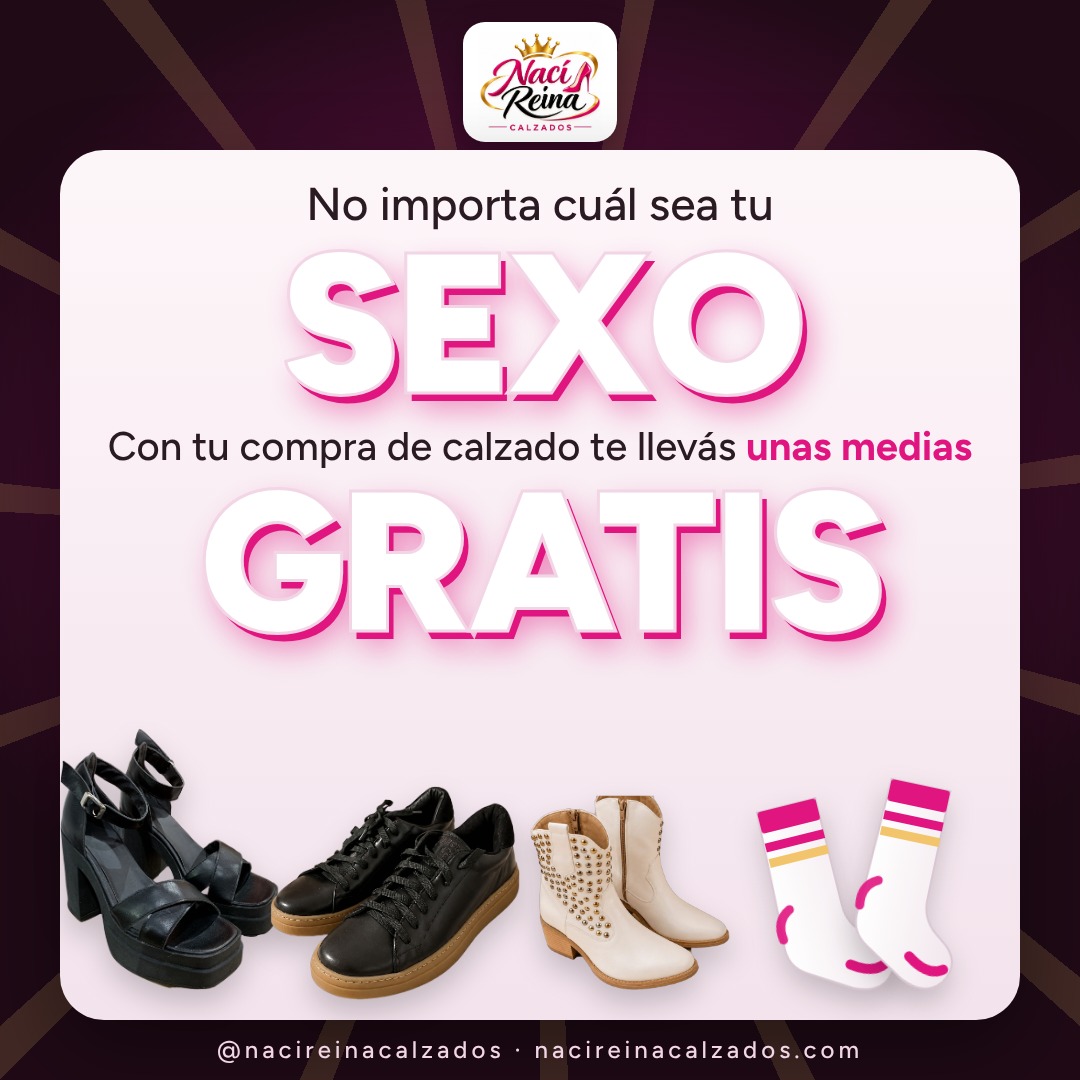 Nací
Reina
CALZADOS
No importa cuál sea tu
SEXO
Con tu compra de calzado te llevás unas medias
GRATIS
@nacireinacalzados · nacireinacalzados.com